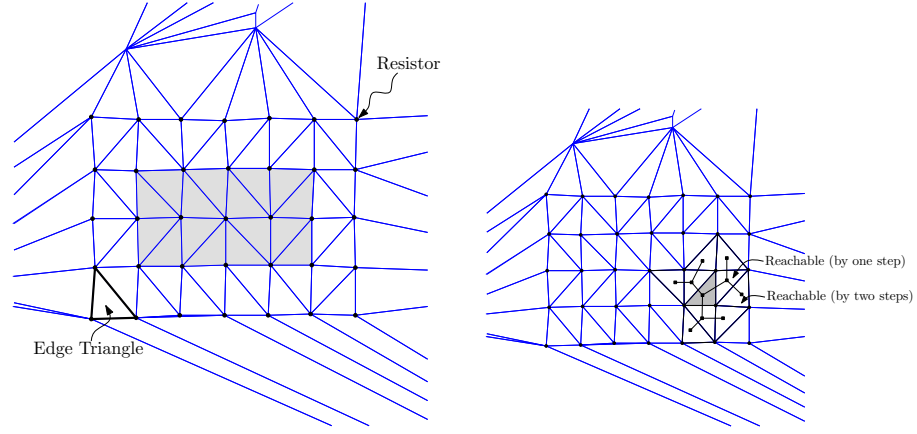 Resistor
Edge Triangle
Reachable (by one step)
Reachable (by two steps)